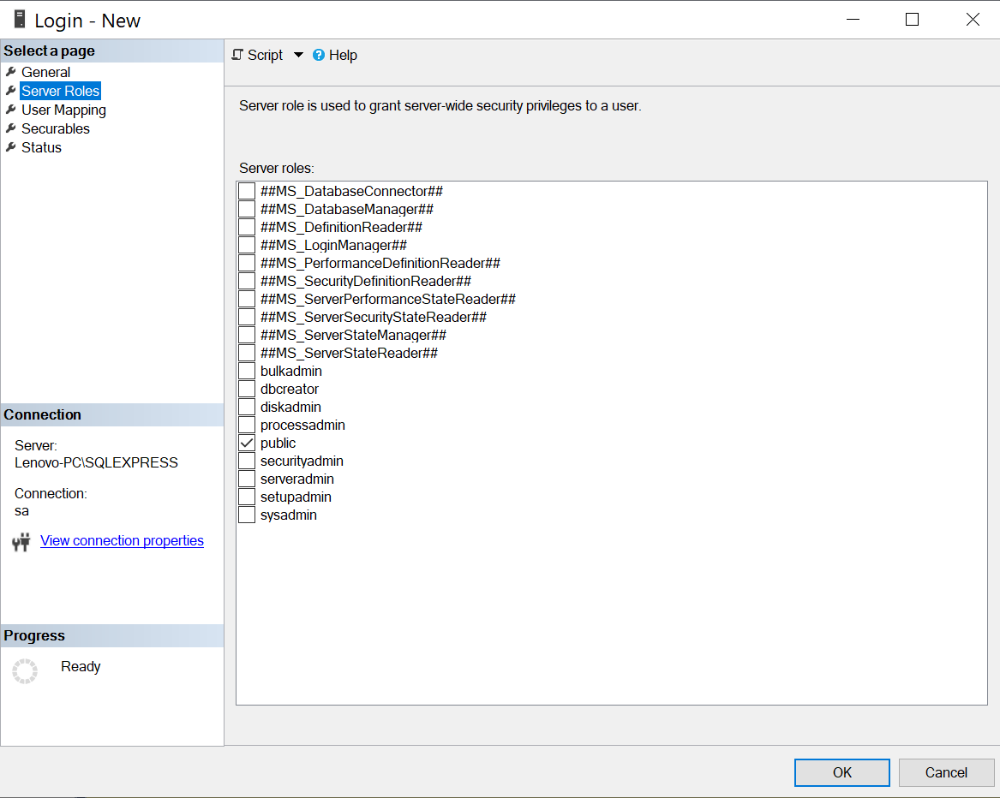 Login - New
Select a page
General
Server Roles
User Mapping
Securables
Status
Connection
Server:
Lenovo-PC\SQLEXPRESS
Connection:
sa
View connection properties
Progress
Ready
Script
Help
Server role is used to grant server-wide security privileges to a user.
Server roles:
##MS_DatabaseConnector##
##MS_DatabaseManager##
##MS_DefinitionReader##
##MS_LoginManager##
##MS_PerformanceDefinitionReader##
##MS_SecurityDefinitionReader##
##MS_ServerPerformanceStateReader##
##MS_ServerSecurityStateReader##
##MS_ServerStateManager##
##MS_ServerStateReader##
bulkadmin
dbcreator
diskadmin
processadmin
public
securityadmin
serveradmin
setupadmin
sysadmin
OK
Cancel